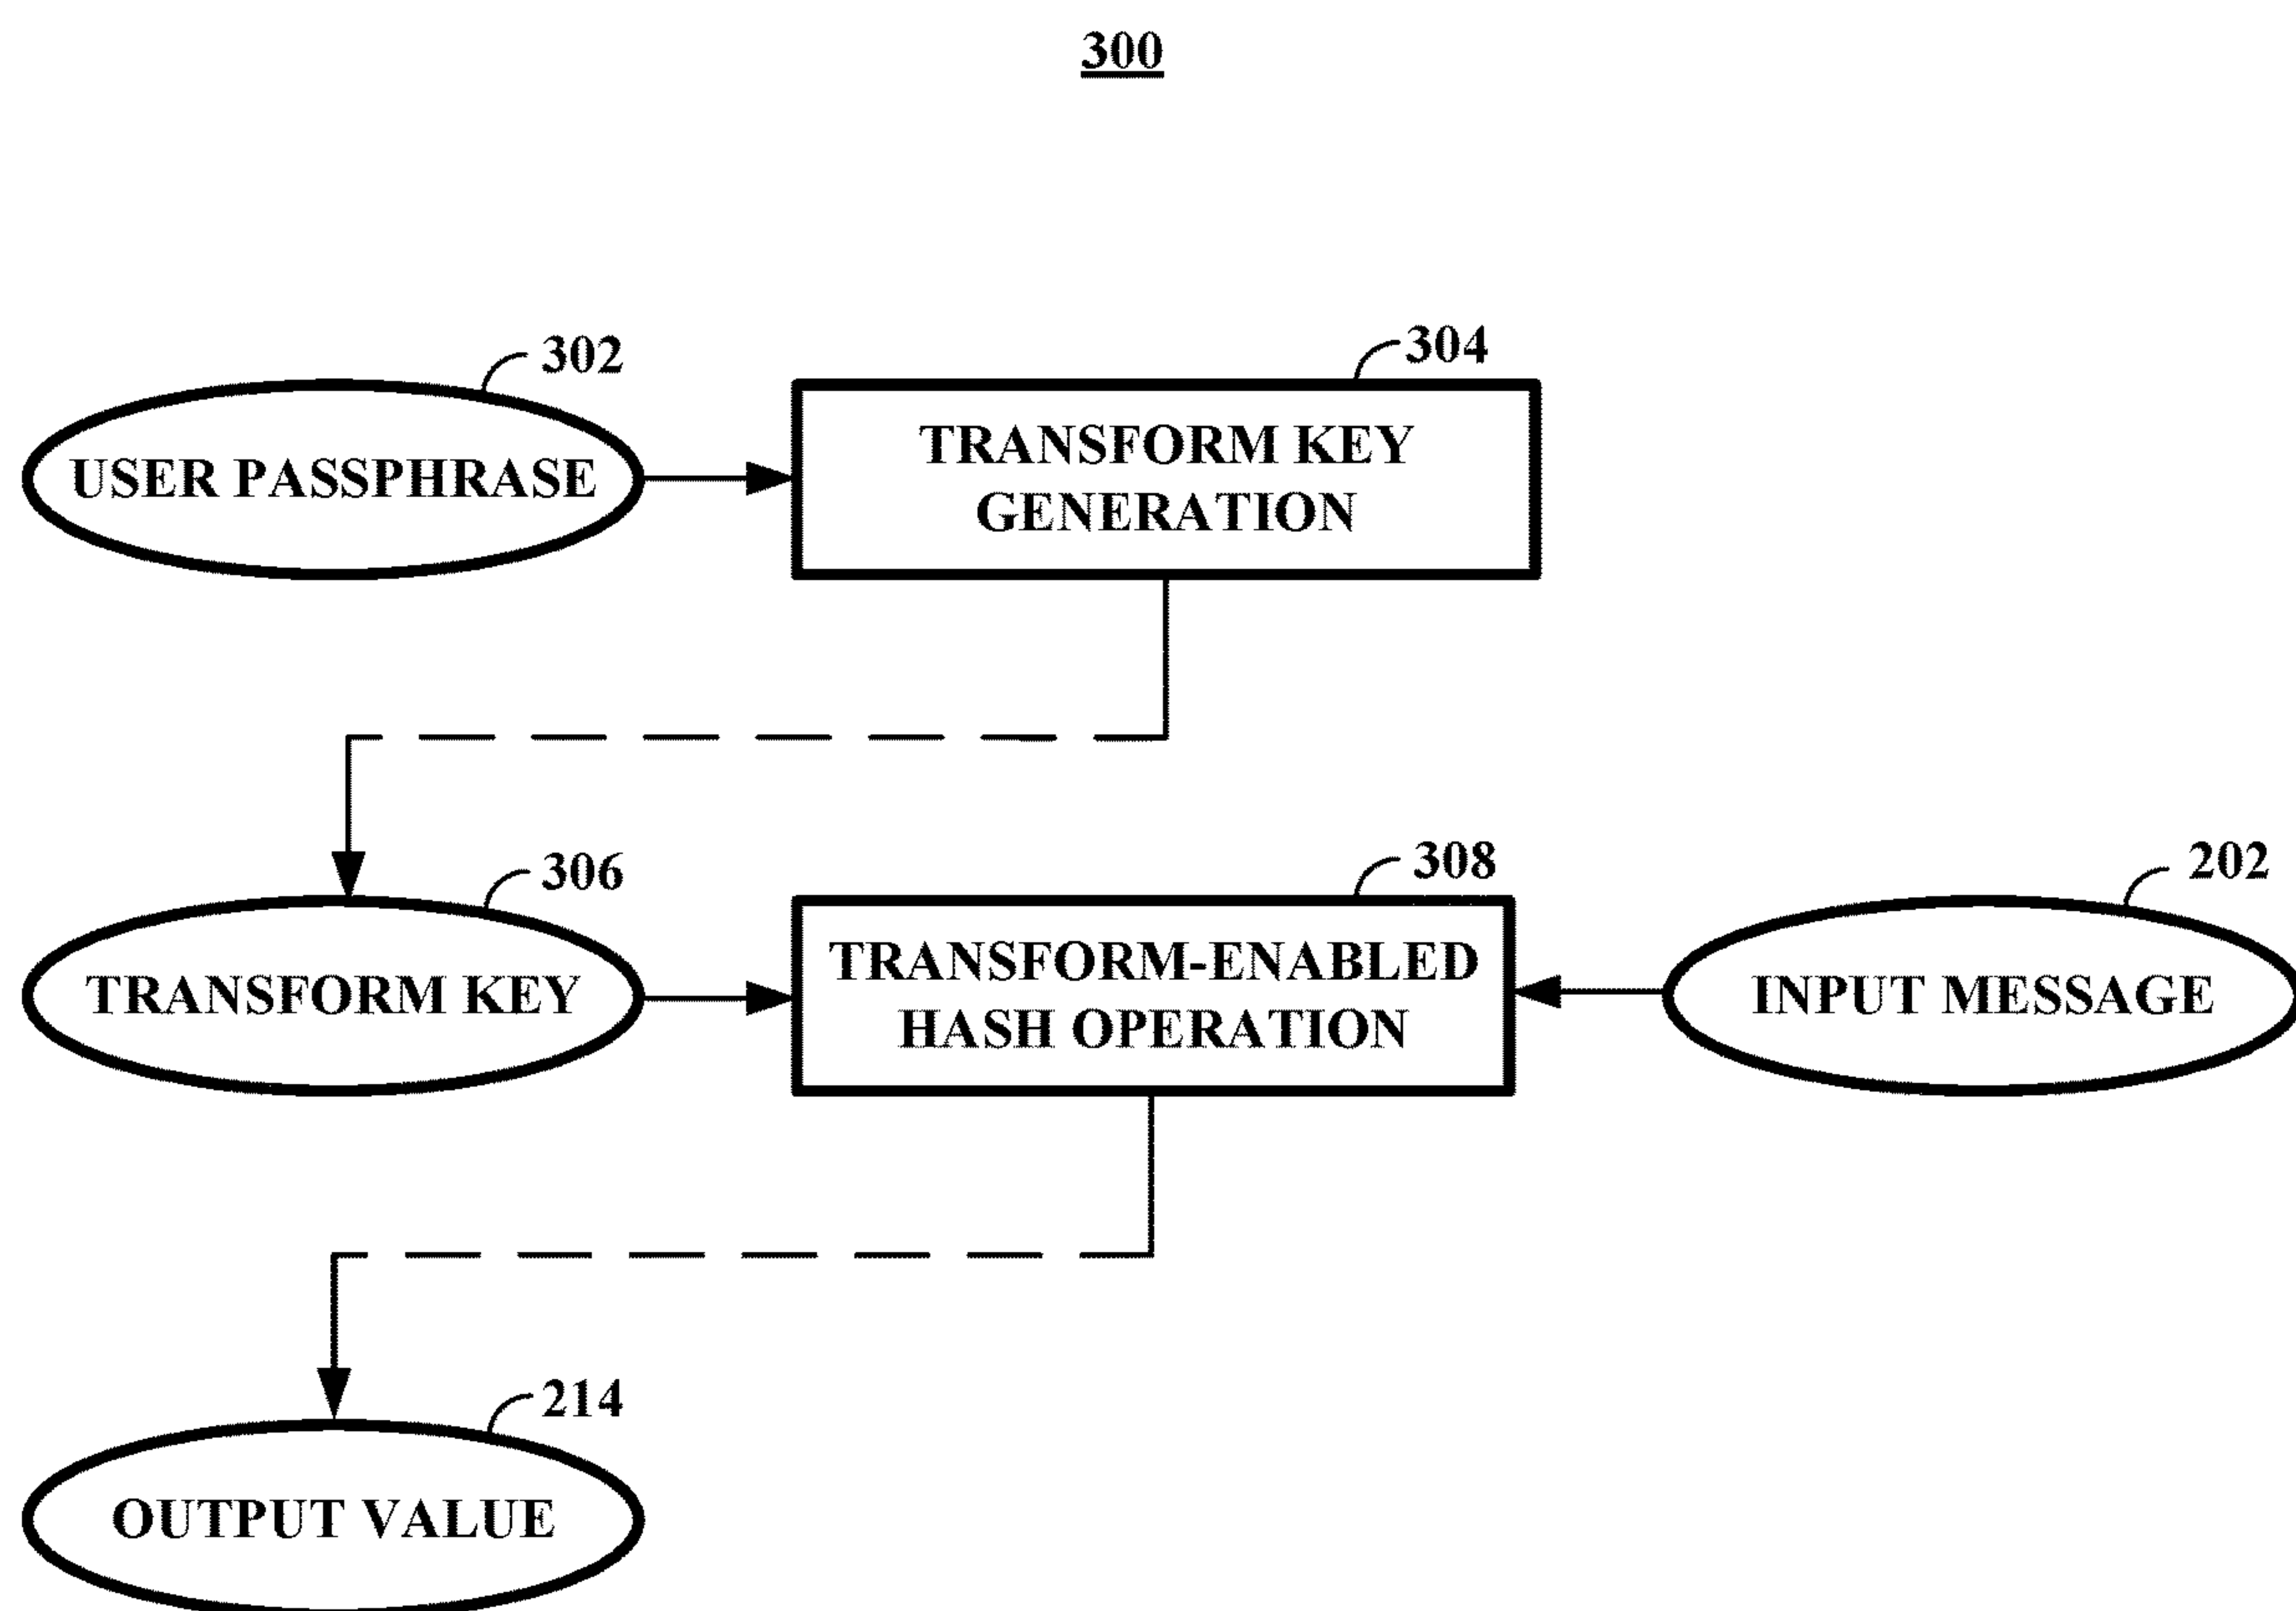 300
302
304
USER PASSPHRASE
TRANSFORM KEY
GENERATION
306
308
202
TRANSFORM KEY
TRANSFORM-ENABLED
HASH OPERATION
INPUT MESSAGE
214
OUTPUT VALUE